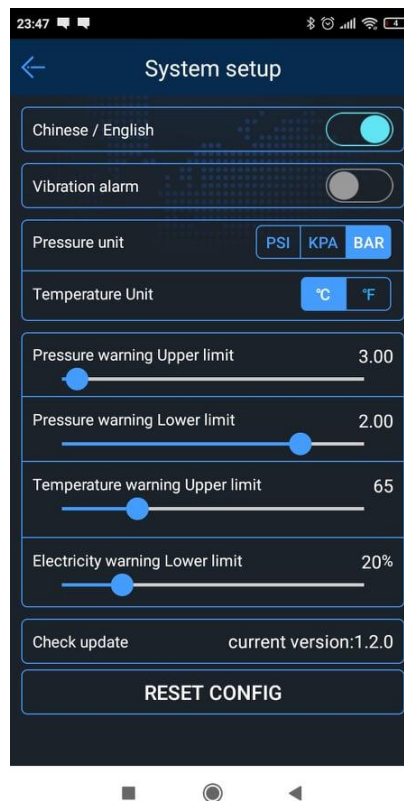 23:47
4
System setup
Chinese / English
Vibration alarm
Pressure unit PSI KPA BAR
Temperature Unit °C °F
Pressure warning Upper limit 3.00
Pressure warning Lower limit 2.00
Temperature warning Upper limit 65
Electricity warning Lower limit 20%
Check update current version:1.2.0
RESET CONFIG